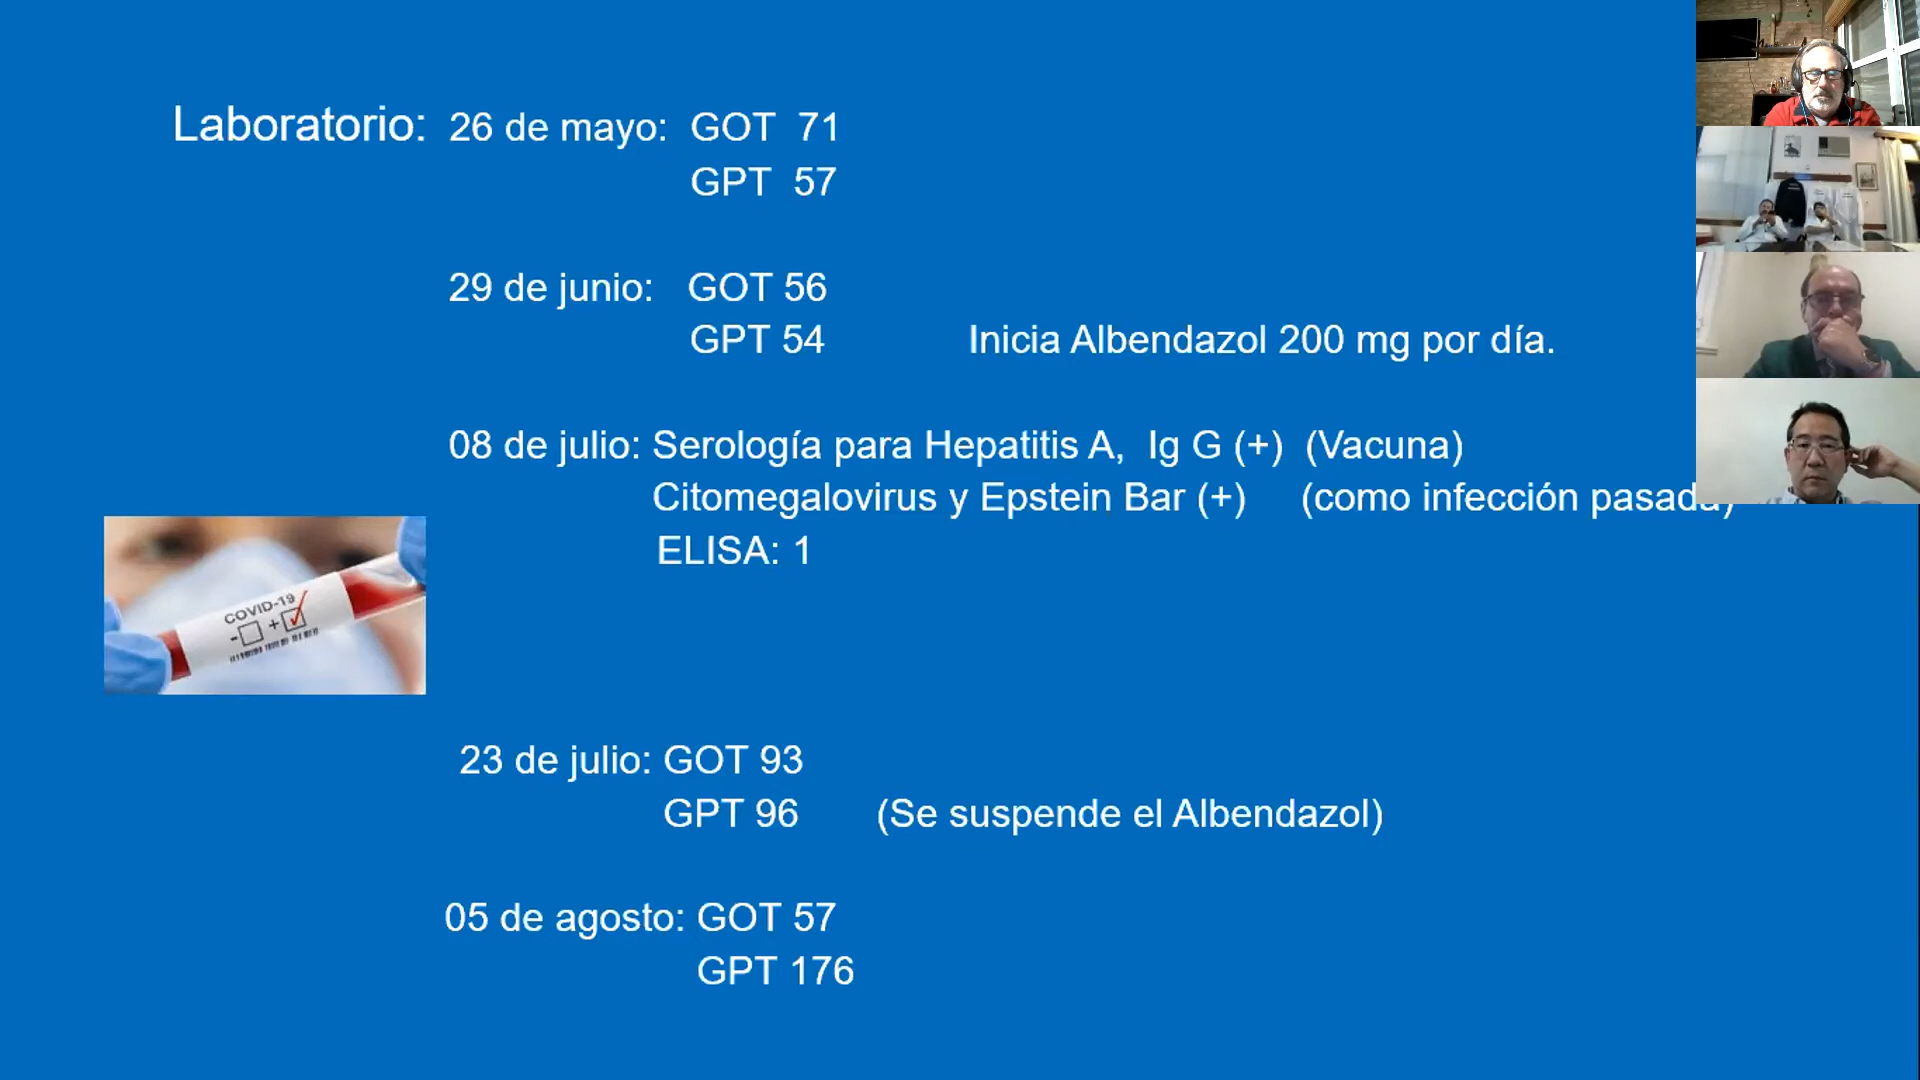 Laboratorio: 26 de mayo: GOT 71
GPT 57
29 de junio: GOT 56
GPT 54 Inicia Albendazol 200 mg por día.
08 de julio: Serología para Hepatitis A, Ig G (+) (Vacuna)
Citomegalovirus y Epstein Bar (+) (como infección pasada)
ELISA: 1
COVID-19
- +
23 de julio: GOT 93
GPT 96 (Se suspende el Albendazol)
05 de agosto: GOT 57
GPT 176